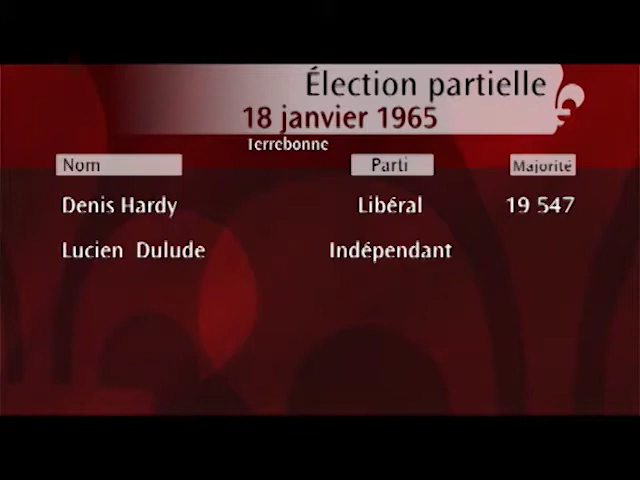 Élection partielle
18 janvier 1965
Terrebonne
Nom Parti Majorité
Denis Hardy Libéral 19 547
Lucien Dulude Indépendant